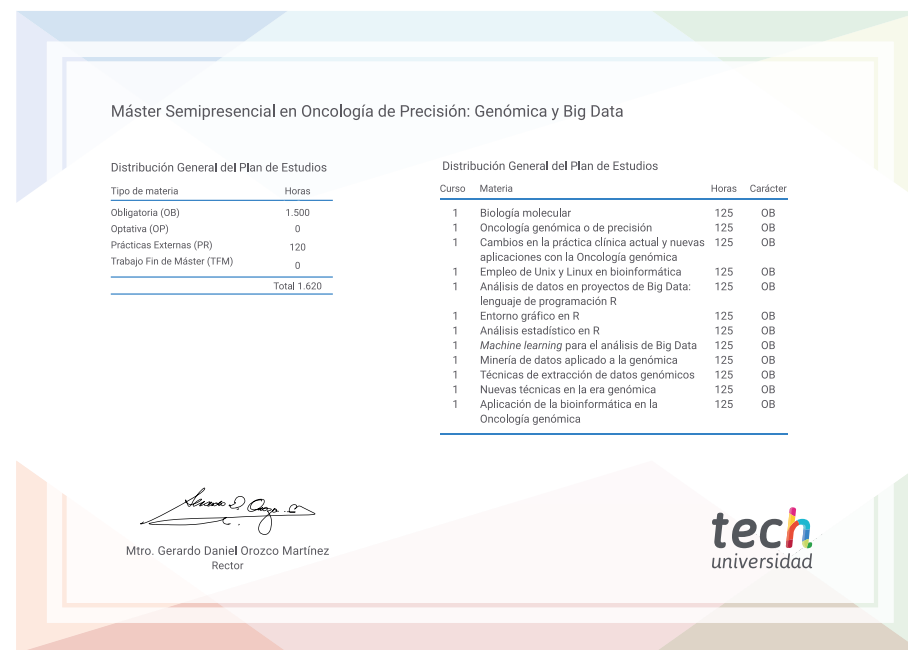 Máster Semipresencial en Oncología de Precisión: Genómica y Big Data
Distribución General del Plan de Estudios
Tipo de materia Horas
Obligatoria (OB) 1.500
Optativa (OP) 0
Prácticas Externas (PR) 120
Trabajo Fin de Máster (TFM) 0
Total 1.620
Distribución General del Plan de Estudios
Curso Materia Horas Carácter
1 Biología molecular 125 OB
1 Oncología genómica o de precisión 125 OB
1 Cambios en la práctica clínica actual y nuevas 125 OB
aplicaciones con la Oncología genómica
1 Empleo de Unix y Linux en bioinformática 125 OB
1 Análisis de datos en proyectos de Big Data: 125 OB
lenguaje de programación R
1 Entorno gráfico en R 125 OB
1 Análisis estadístico en R 125 OB
1 Machine learning para el análisis de Big Data 125 OB
1 Minería de datos aplicado a la genómica 125 OB
1 Técnicas de extracción de datos genómicos 125 OB
1 Nuevas técnicas en la era genómica 125 OB
1 Aplicación de la bioinformática en la 125 OB
Oncología genómica
Mtro. Gerardo Daniel Orozco Martínez
Rector
tech
universidad